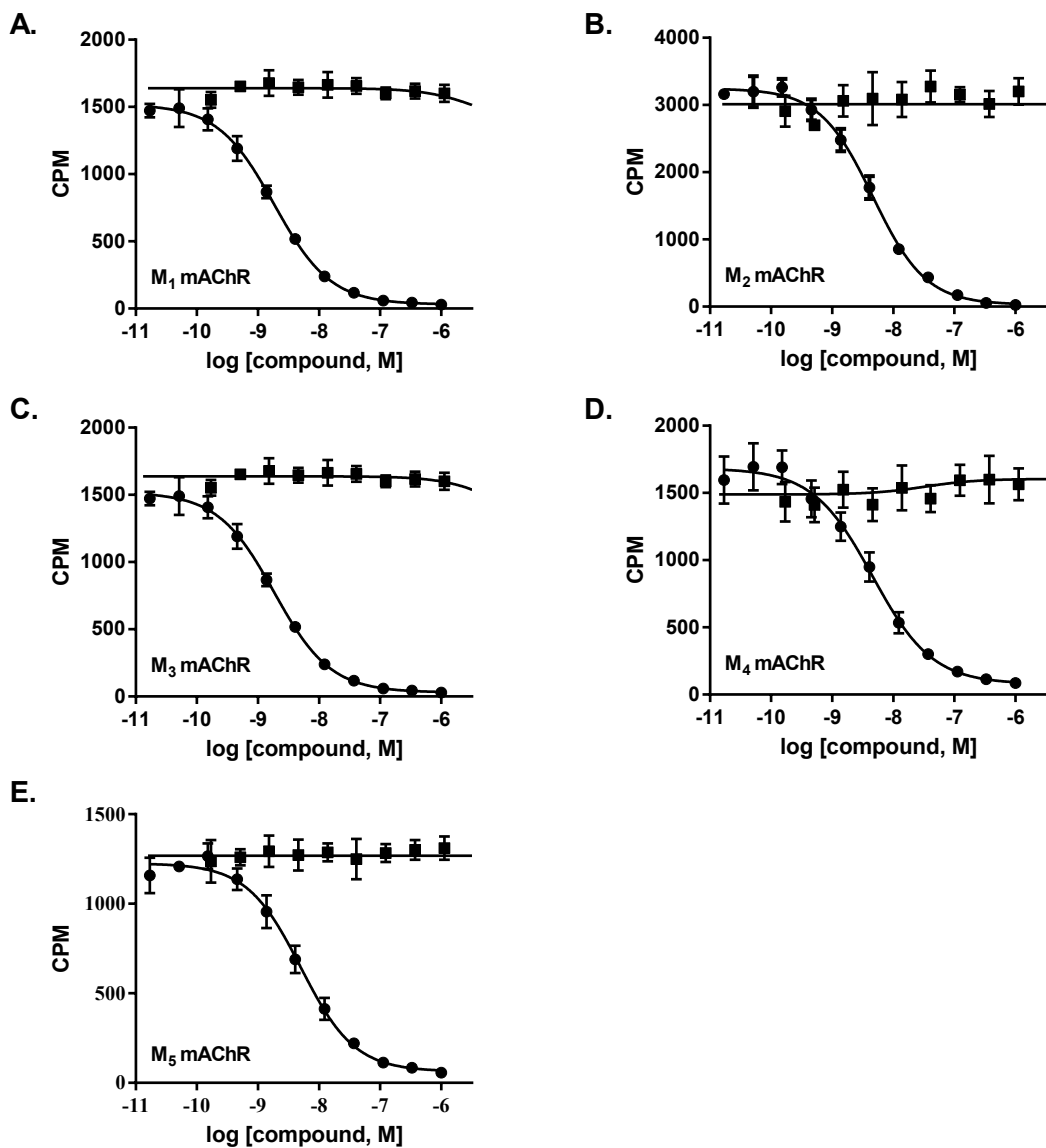 A.
2000
1500
1000
500
0
CPM
M1 mAChR
-11 -10 -9 -8 -7 -6
log [compound, M]
B.
4000
3000
2000
1000
0
CPM
M2 mAChR
-11 -10 -9 -8 -7 -6
log [compound, M]
C.
2000
1500
1000
500
0
CPM
M3 mAChR
-11 -10 -9 -8 -7 -6
log [compound, M]
D.
2000
1500
1000
500
0
CPM
M4 mAChR
-11 -10 -9 -8 -7 -6
log [compound, M]
E.
1500
1000
500
0
CPM
M5 mAChR
-11 -10 -9 -8 -7 -6
log [compound, M]